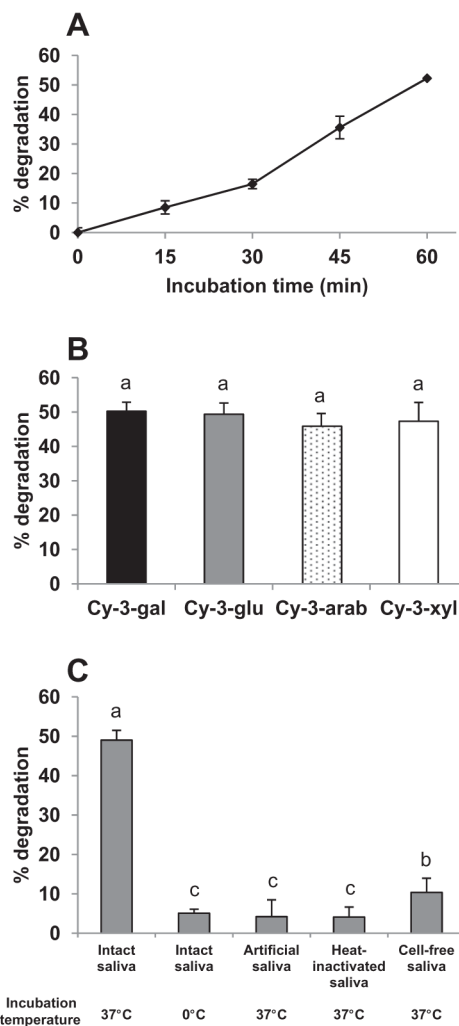 A
60
50
40
30
20
10
0
% degradation
0 15 30 45 60
Incubation time (min)
B
60
50
40
30
20
10
0
% degradation
a a a a
Cy-3-gal Cy-3-glu Cy-3-arab Cy-3-xyl
C
60
50
40
30
20
10
0
% degradation
a c c c b
Intact Intact Artificial Heat- Cell-free
saliva saliva saliva inactivated saliva
saliva
Incubation
temperature 37°C 0°C 37°C 37°C 37°C